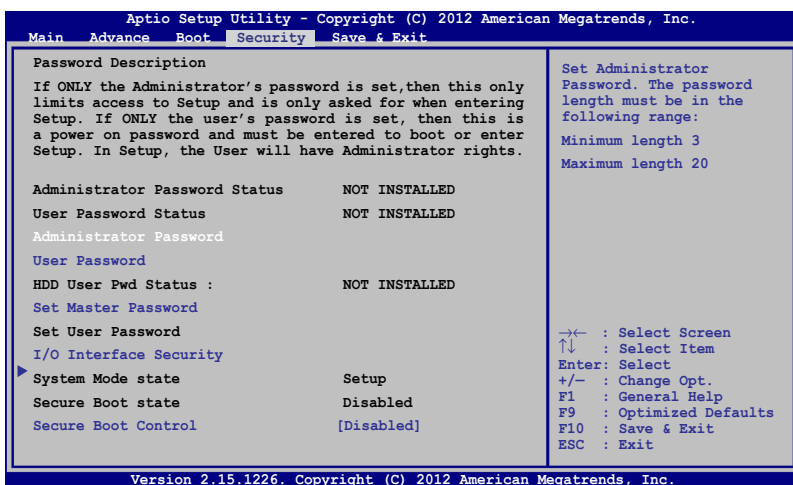 Aptio Setup Utility - Copyright (C) 2012 American Megatrends, Inc.
Main Advance Boot Security Save & Exit
Password Description
If ONLY the Administrator's password is set,then this only
limits access to Setup and is only asked for when entering
Setup. If ONLY the user's password is set, then this is
a power on password and must be entered to boot or enter
Setup. In Setup, the User will have Administrator rights.
Administrator Password Status NOT INSTALLED
User Password Status NOT INSTALLED
Administrator Password
User Password
HDD User Pwd Status : NOT INSTALLED
Set Master Password
Set User Password
I/O Interface Security
System Mode state Setup
Secure Boot state Disabled
Secure Boot Control [Disabled]
Set Administrator
Password. The password
length must be in the
following range:
Minimum length 3
Maximum length 20
→← : Select Screen
↑↓ : Select Item
Enter: Select
+/— : Change Opt.
F1 : General Help
F9 : Optimized Defaults
F10 : Save & Exit
ESC : Exit
Version 2.15.1226. Copyright (C) 2012 American Megatrends, Inc.